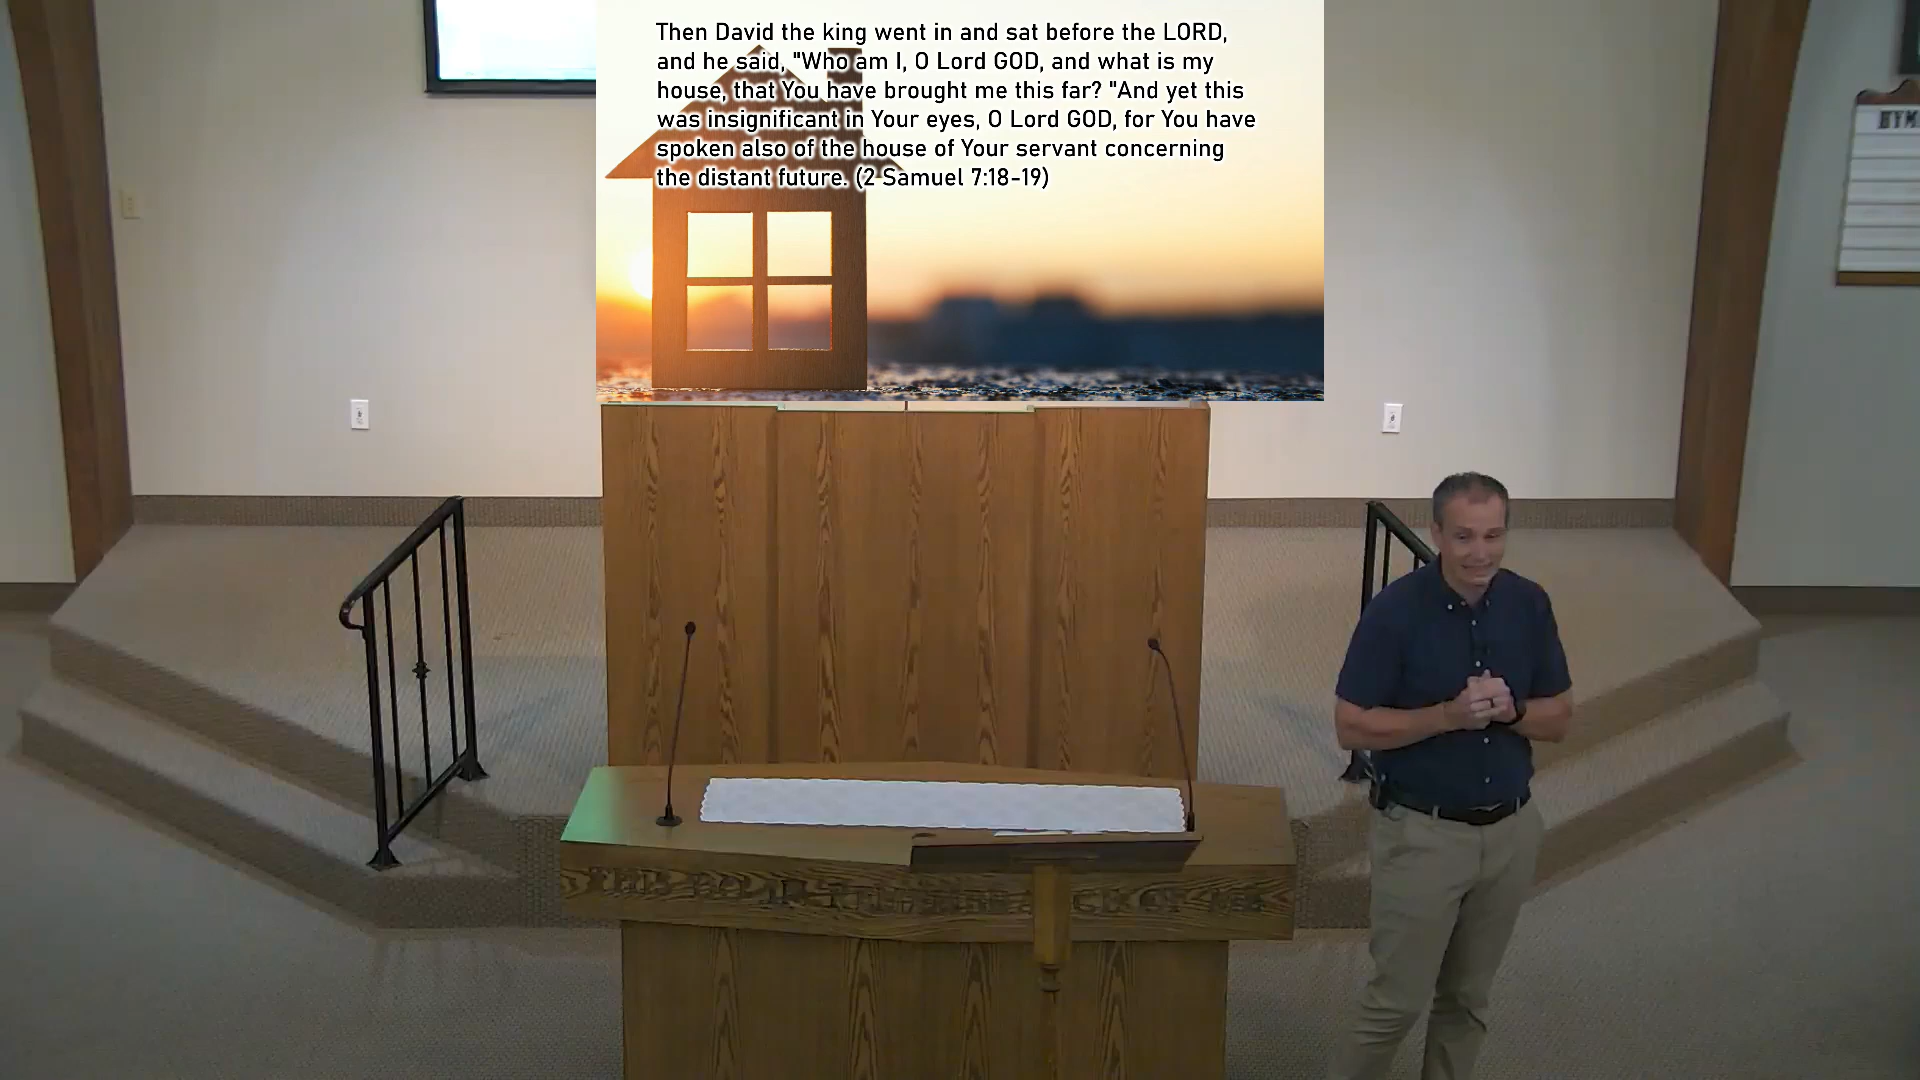 Then David the king went in and sat before the LORD,
and he said, "Who am I, O Lord GOD, and what is my
house, that You have brought me this far? "And yet this
was insignificant in Your eyes, O Lord GOD, for You have
spoken also of the house of Your servant concerning
the distant future. (2 Samuel 7:18-19)